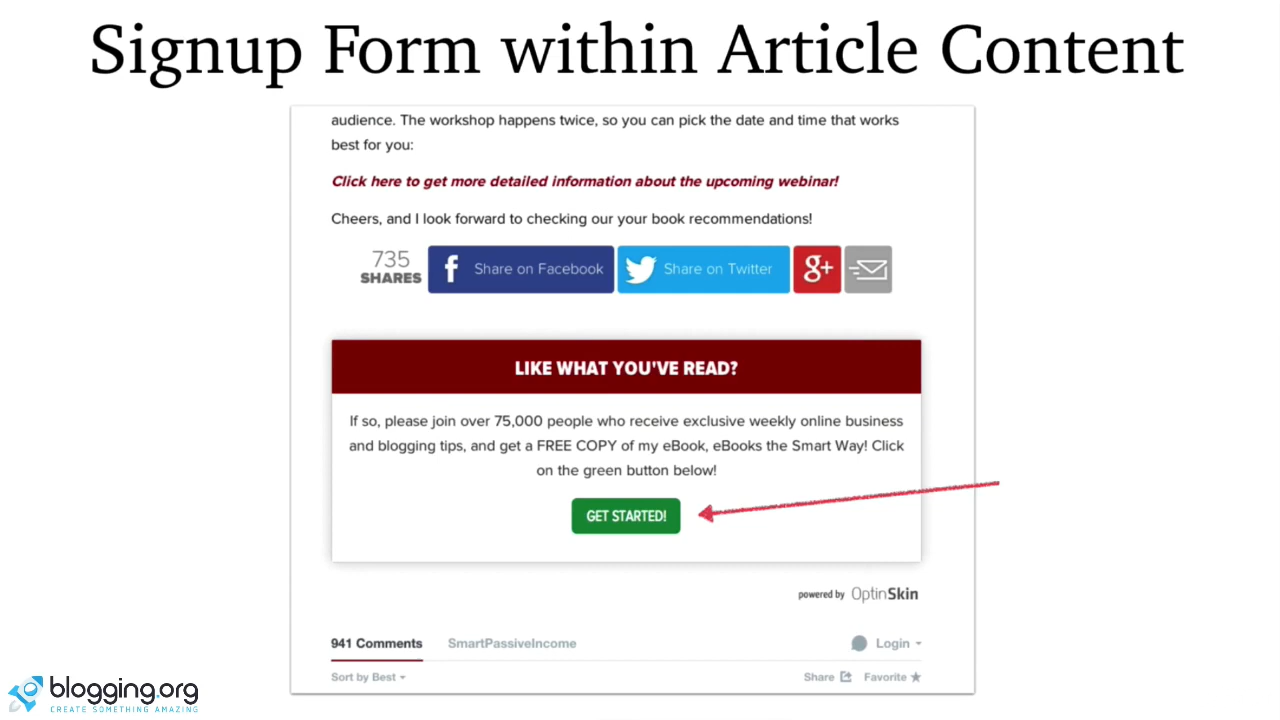 Signup Form within Article Content
audience. The workshop happens twice, so you can pick the date and time that works
best for you:
Click here to get more detailed information about the upcoming webinar!
Cheers, and I look forward to checking our your book recommendations!
735
SHARES
Share on Facebook
Share on Twitter
g+
LIKE WHAT YOU'VE READ?
If so, please join over 75,000 people who receive exclusive weekly online business
and blogging tips, and get a FREE COPY of my eBook, eBooks the Smart Way! Click
on the green button below!
GET STARTED!
powered by OptinSkin
941 Comments SmartPassiveIncome Login
Sort by Best Share Favorite
blogging.org
CREATE SOMETHING AMAZING